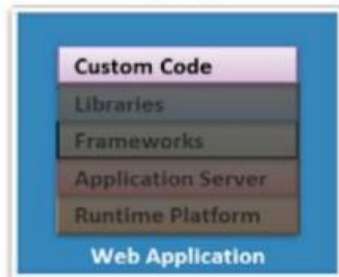 Custom Code
Libraries
Frameworks
Application Server
Runtime Platform
Web Application